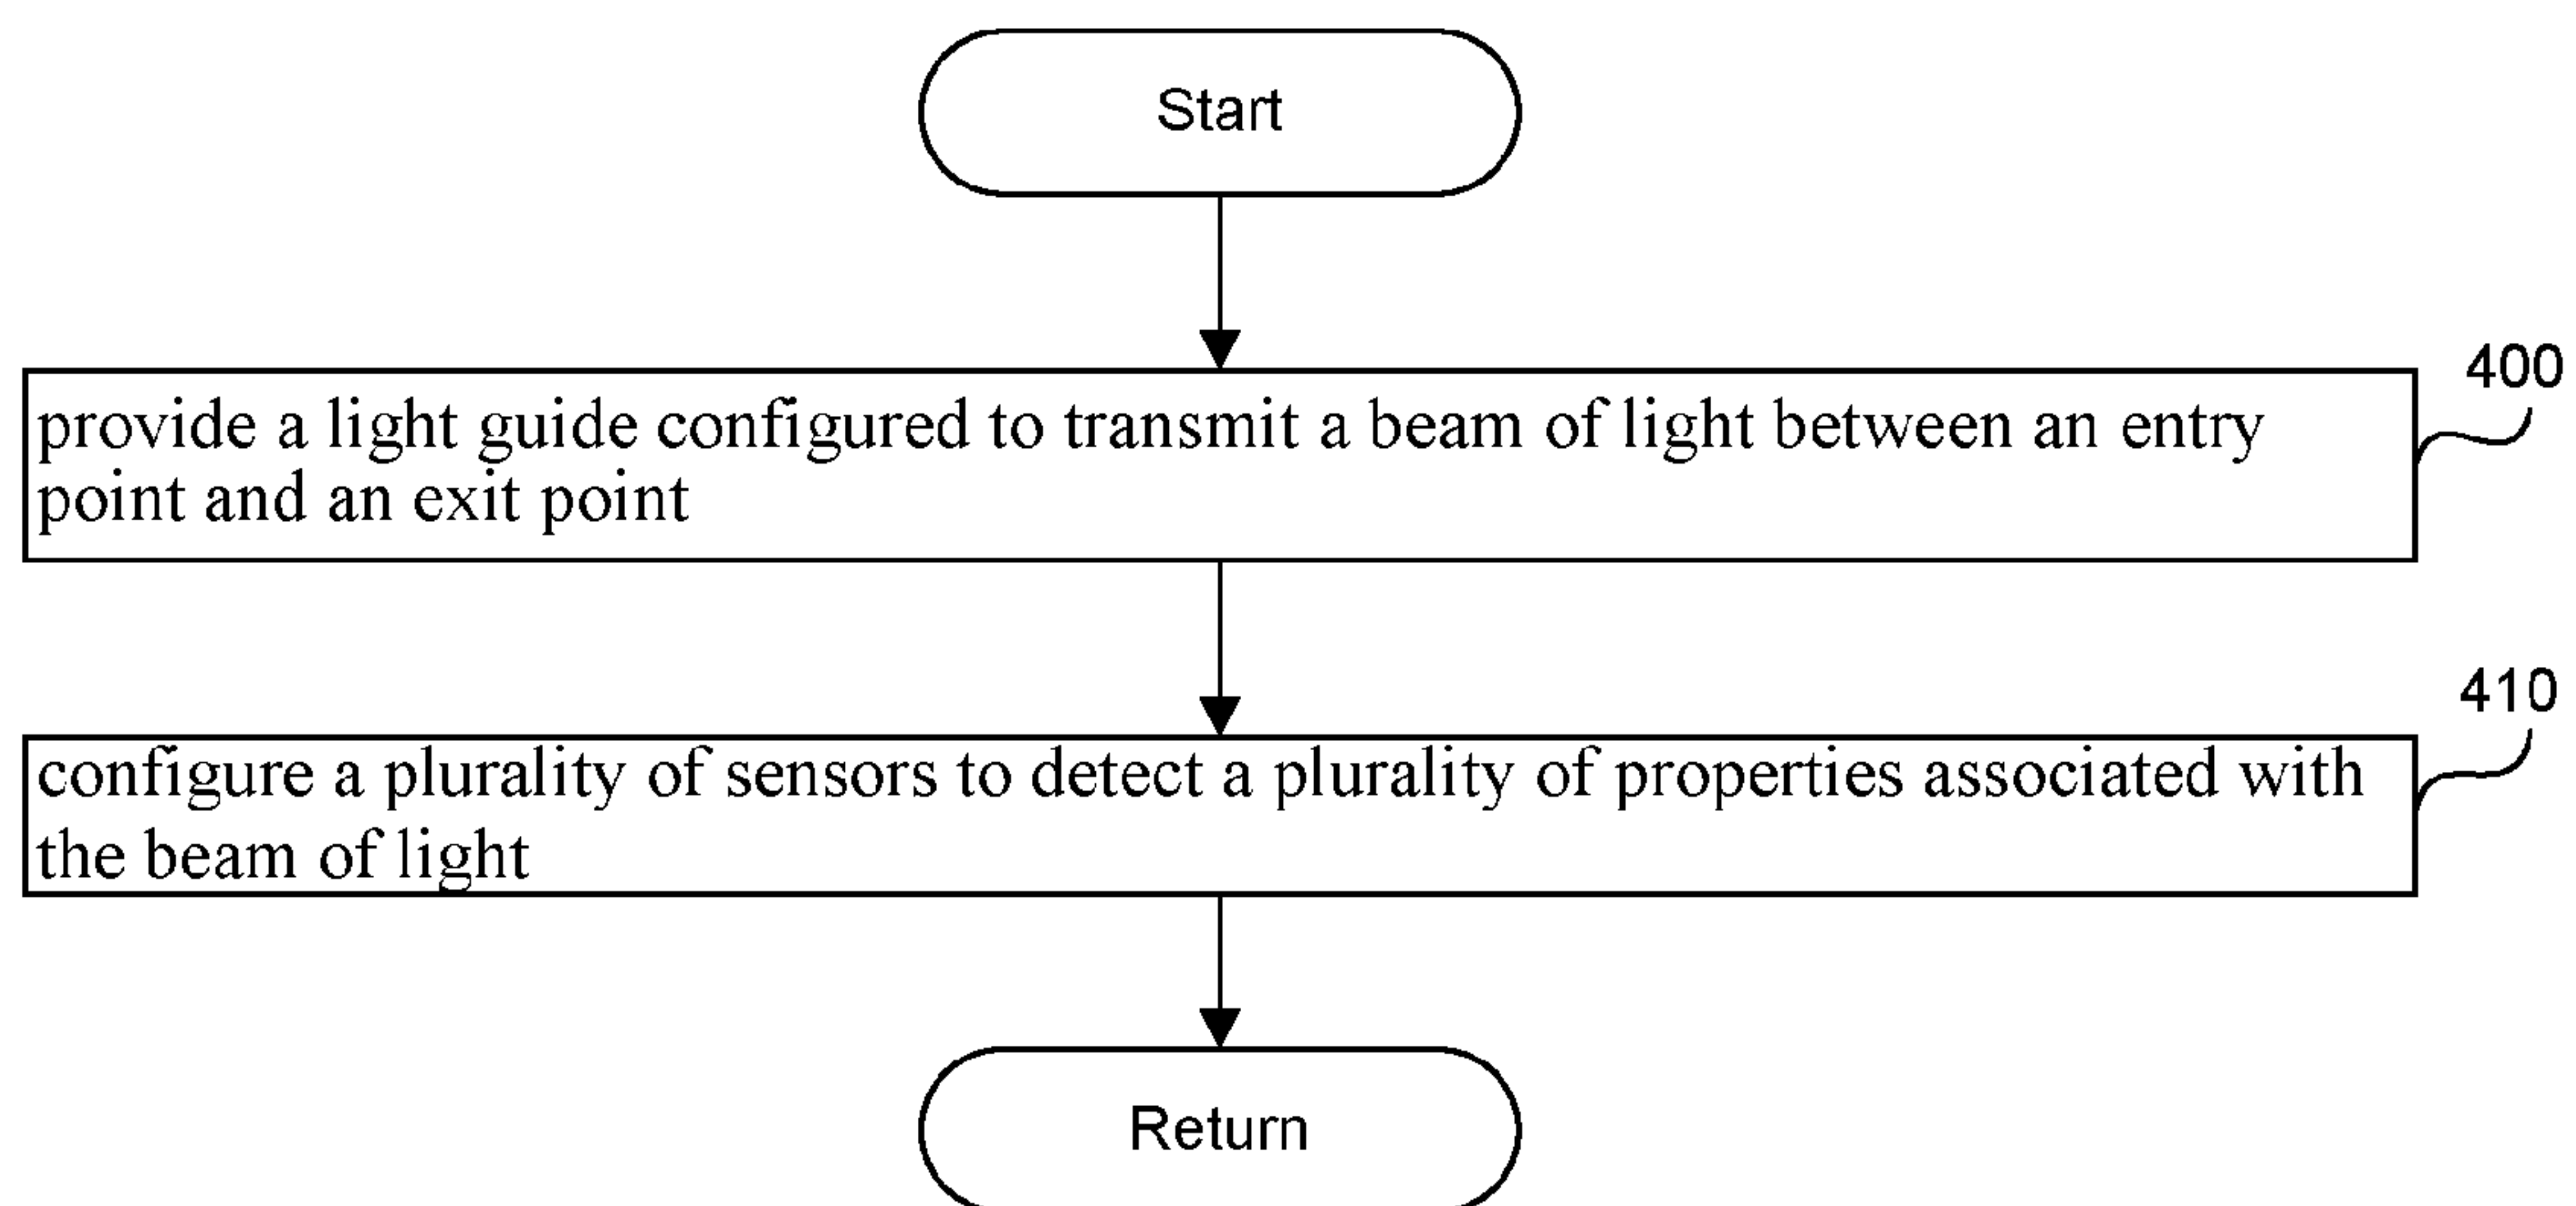 Start
400
provide a light guide configured to transmit a beam of light between an entry
point and an exit point
410
configure a plurality of sensors to detect a plurality of properties associated with
the beam of light
Return